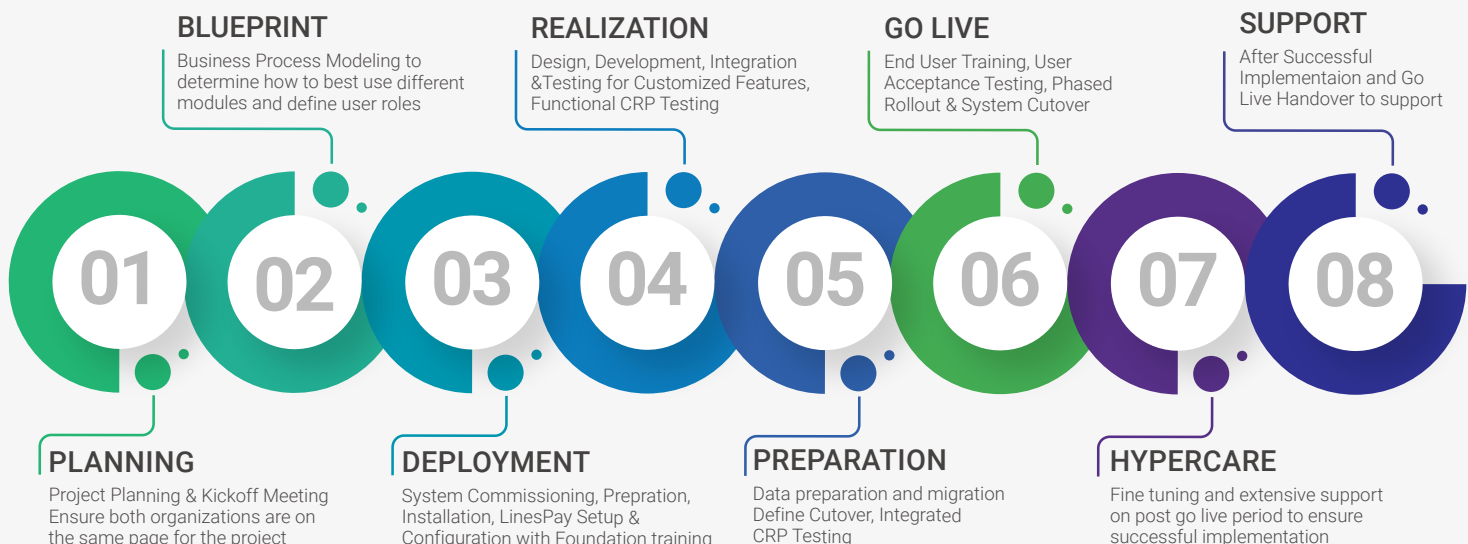 BLUEPRINT
Business Process Modeling to
determine how to best use different
modules and define user roles
REALIZATION
Design, Development, Integration
&Testing for Customized Features,
Functional CRP Testing
GO LIVE
End User Training, User
Acceptance Testing, Phased
Rollout & System Cutover
SUPPORT
After Successful
Implementaion and Go
Live Handover to support
01
02
03
04
05
06
07
08
PLANNING
Project Planning & Kickoff Meeting
Ensure both organizations are on
the same page for the project
DEPLOYMENT
System Commissioning, Prepration,
Installation, LinesPay Setup &
Configuration with Foundation training
PREPARATION
Data preparation and migration
Define Cutover, Integrated
CRP Testing
HYPERCARE
Fine tuning and extensive support
on post go live period to ensure
successful implementation